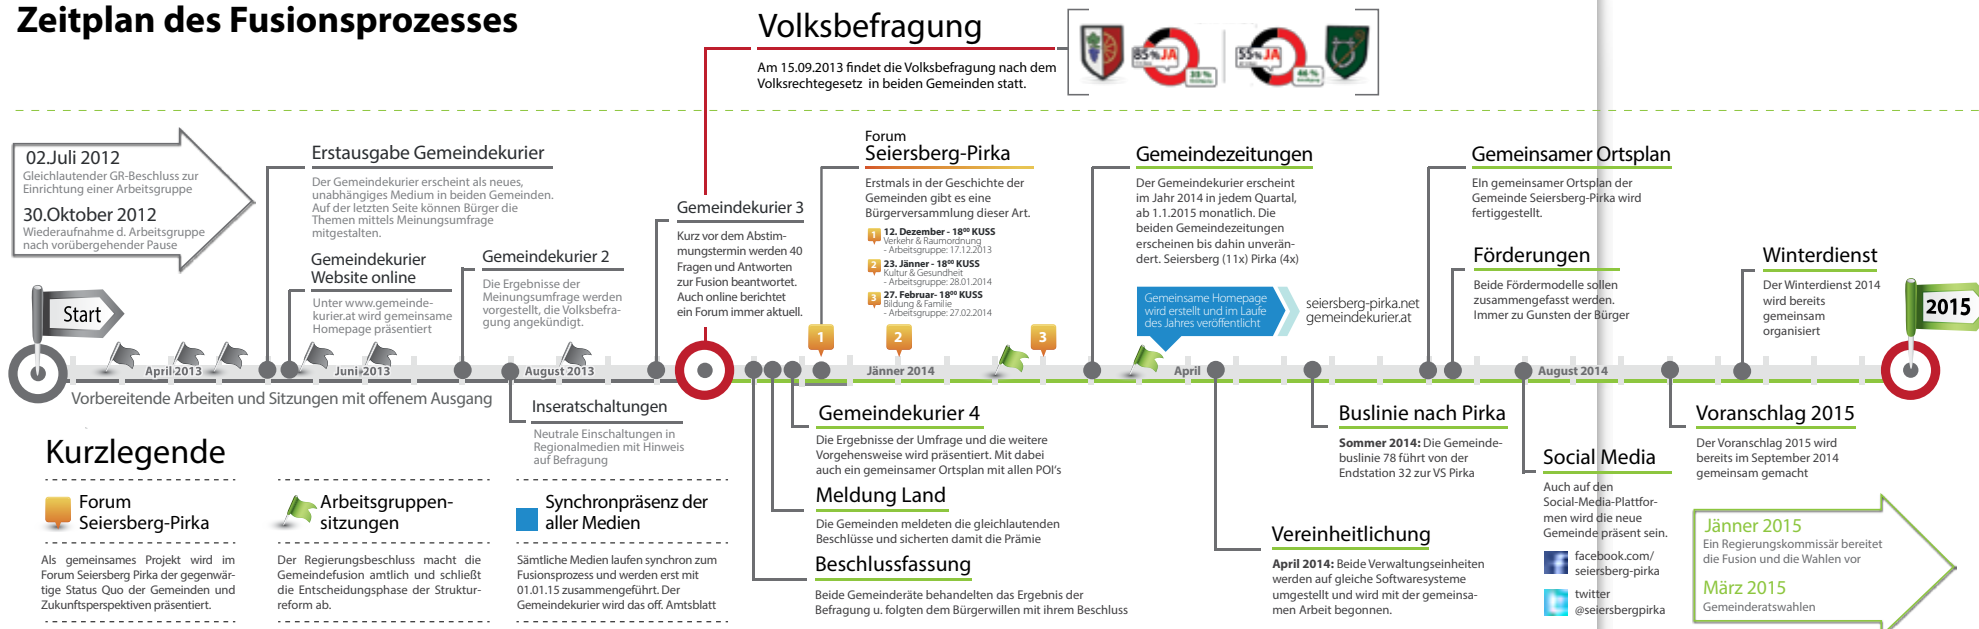 Zeitplan des Fusionsprozesses
Volksbefragung
Am 15.09.2013 findet die Volksbefragung nach dem
Volksrechtegesetz in beiden Gemeinden statt.
85% JA
55% JA
02.Juli 2012
Gleichlautender GR-Beschluss zur
Einrichtung einer Arbeitsgruppe
30.Oktober 2012
Wiederaufnahme d. Arbeitsgruppe
nach vorübergehender Pause
Start
Erstausgabe Gemeindekurier
Der Gemeindekurier erscheint als neues,
unabhängiges Medium in beiden Gemeinden.
Auf der letzten Seite können Bürger die
Themen mittels Meinungsumfrage
mitgestalten.
Gemeindekurier
Website online
Unter www.gemeinde-
kurier.at wird gemeinsame
Homepage präsentiert
Gemeindekurier 2
Die Ergebnisse der
Meinungsumfrage werden
vorgestellt, die Volksbefra-
gung angekündigt.
Gemeindekurier 3
Kurz vor dem Abstim-
mungstermin werden 40
Fragen und Antworten
zur Fusion beantwortet.
Auch online berichtet
ein Forum immer aktuell.
Forum
Seiersberg-Pirka
Erstmals in der Geschichte der
Gemeinden gibt es eine
Bürgerversammlung dieser Art.
1 12. Dezember - 18⁰⁰ KUSS
Verkehr & Raumordnung
- Arbeitsgruppe: 17.12.2013
2 23. Jänner - 18⁰⁰ KUSS
Kultur & Gesundheit
- Arbeitsgruppe: 28.01.2014
3 27. Februar- 18⁰⁰ KUSS
Bildung & Familie
- Arbeitsgruppe: 27.02.2014
Gemeindezeitungen
Der Gemeindekurier erscheint
im Jahr 2014 in jedem Quartal,
ab 1.1.2015 monatlich. Die
beiden Gemeindezeitungen
erscheinen bis dahin unverän-
dert. Seiersberg (11x) Pirka (4x)
Gemeinsame Homepage
wird erstellt und im Laufe
des Jahres veröffentlicht
seiersberg-pirka.net
gemeindekurier.at
Gemeinsamer Ortsplan
EIn gemeinsamer Ortsplan der
Gemeinde Seiersberg-Pirka wird
fertiggestellt.
Förderungen
Beide Fördermodelle sollen
zusammengefasst werden.
Immer zu Gunsten der Bürger
Winterdienst
Der Winterdienst 2014
wird bereits
gemeinsam
organisiert
2015
1
2
3
April 2013
Juni 2013
August 2013
Jänner 2014
April
August 2014
Vorbereitende Arbeiten und Sitzungen mit offenem Ausgang
Inseratschaltungen
Neutrale Einschaltungen in
Regionalmedien mit Hinweis
auf Befragung
Gemeindekurier 4
Die Ergebnisse der Umfrage und die weitere
Vorgehensweise wird präsentiert. Mit dabei
auch ein gemeinsamer Ortsplan mit allen POI's
Meldung Land
Die Gemeinden meldeten die gleichlautenden
Beschlüsse und sicherten damit die Prämie
Beschlussfassung
Beide Gemeinderäte behandelten das Ergebnis der
Befragung u. folgten dem Bürgerwillen mit ihrem Beschluss
Vereinheitlichung
April 2014: Beide Verwaltungseinheiten
werden auf gleiche Softwaresysteme
umgestellt und wird mit der gemeinsa-
men Arbeit begonnen.
Buslinie nach Pirka
Sommer 2014: Die Gemeinde-
buslinie 78 führt von der
Endstation 32 zur VS Pirka
Social Media
Auch auf den
Social-Media-Plattfor-
men wird die neue
Gemeinde präsent sein.
facebook.com/
seiersberg-pirka
twitter
@seiersbergpirka
Voranschlag 2015
Der Voranschlag 2015 wird
bereits im September 2014
gemeinsam gemacht
Jänner 2015
Ein Regierungskommissär bereitet
die Fusion und die Wahlen vor
März 2015
Gemeinderatswahlen
Kurzlegende
Forum
Seiersberg-Pirka
Als gemeinsames Projekt wird im
Forum Seiersberg Pirka der gegenwär-
tige Status Quo der Gemeinden und
Zukunftsperspektiven präsentiert.
Arbeitsgruppen-
sitzungen
Der Regierungsbeschluss macht die
Gemeindefusion amtlich und schließt
die Entscheidungsphase der Struktur-
reform ab.
Synchronpräsenz der
aller Medien
Sämtliche Medien laufen synchron zum
Fusionsprozess und werden erst mit
01.01.15 zusammengeführt. Der
Gemeindekurier wird das off. Amtsblatt